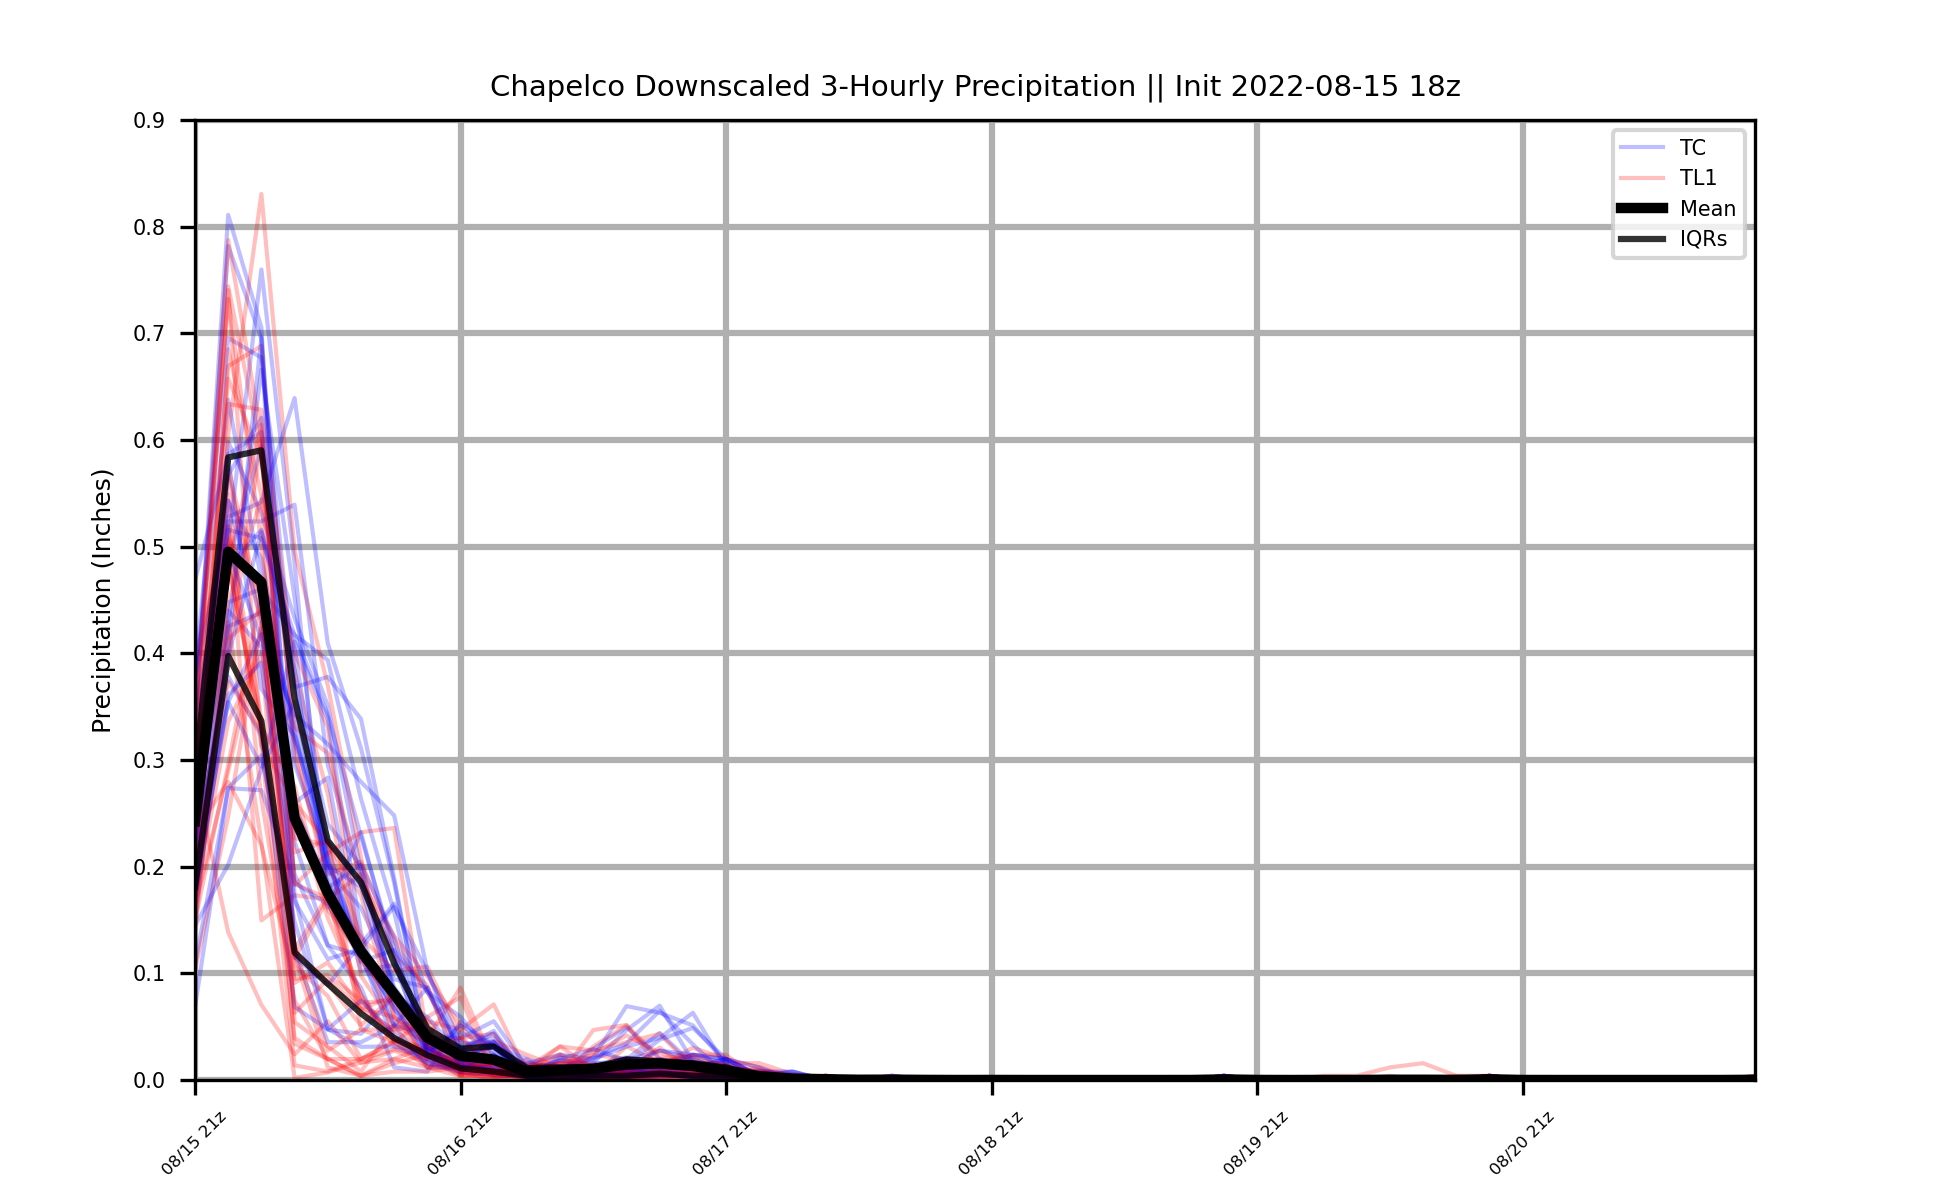 Chapelco Downscaled 3-Hourly Precipitation || Init 2022-08-15 18z
Precipitation (Inches)
0.9
0.8
0.7
0.6
0.5
0.4
0.3
0.2
0.1
0.0
TC
TL1
Mean
IQRs
08/15 21z
08/16 21z
08/17 21z
08/18 21z
08/19 21z
08/20 21z